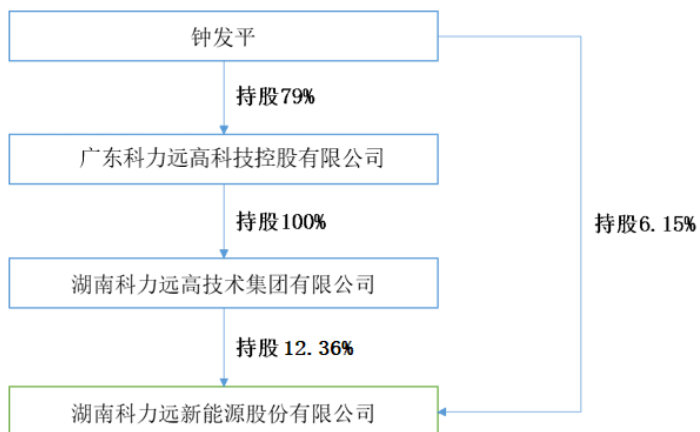 钟发平
持股79%
广东科力远高科技控股有限公司
持股100%
持股6.15%
湖南科力远高技术集团有限公司
持股12.36%
湖南科力远新能源股份有限公司